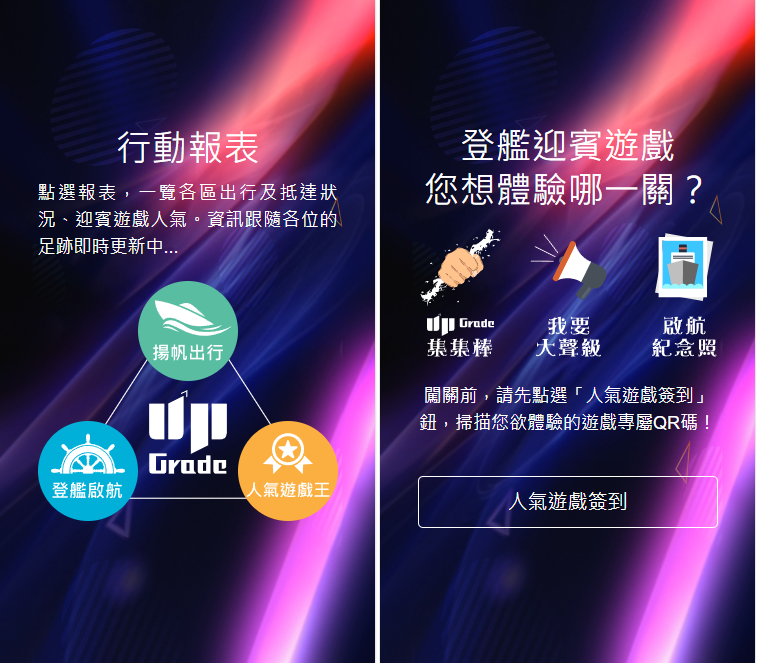 行動報表
點選報表，一覽各區出行及抵達狀
況、迎賓遊戲人氣。資訊跟隨各位的
足跡即時更新中...
揚帆出行
Up
Grade
登艦啟航
人氣遊戲王
登艦迎賓遊戲
您想體驗哪一關？
Up Grade
集集棒
我要
大聲級
啟航
紀念照
闖關前，請先點選「人氣遊戲簽到」
鈕，掃描您欲體驗的遊戲專屬QR碼！
人氣遊戲簽到